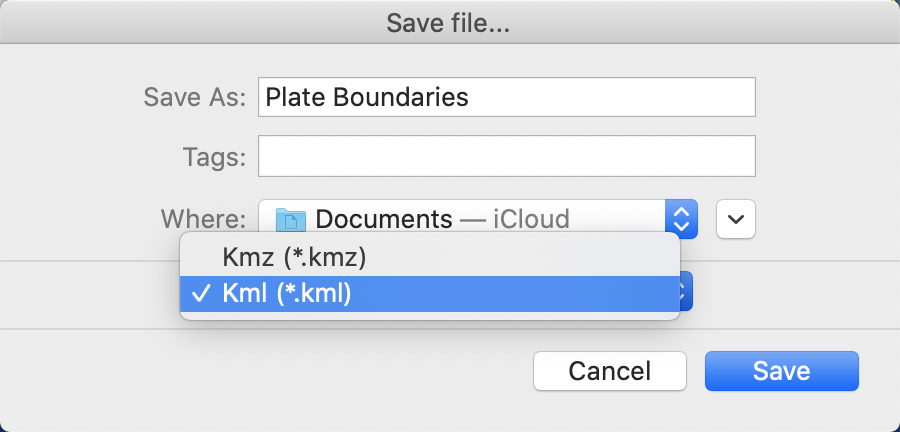 Save file...
Save As: Plate Boundaries
Tags:
Where: Documents — iCloud
Kmz (*.kmz)
✓ Kml (*.kml)
Cancel Save